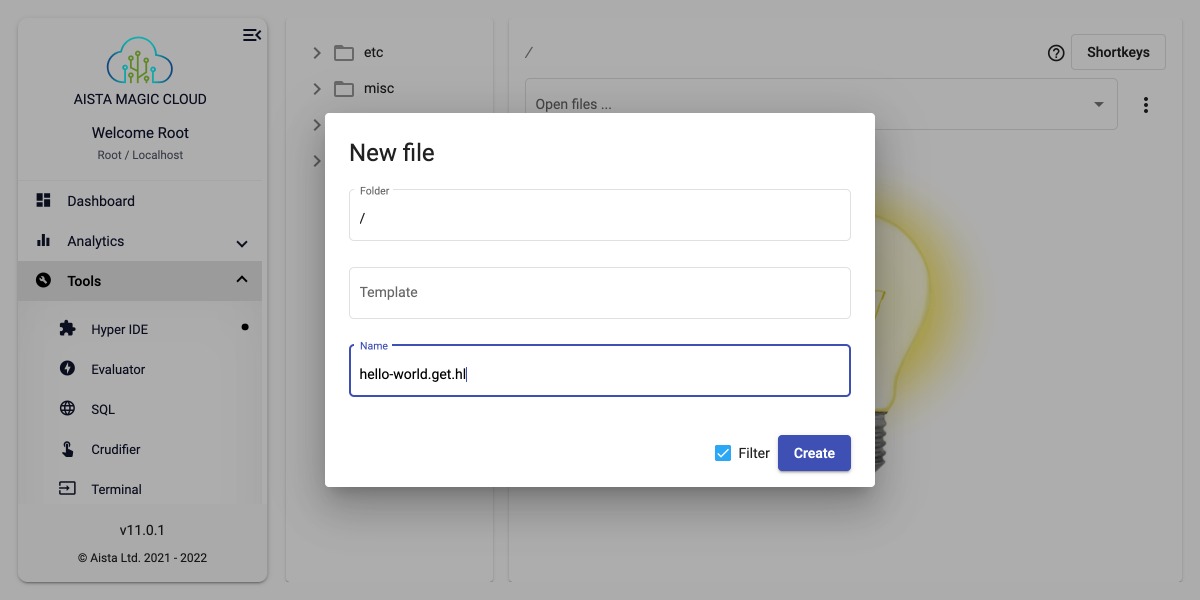 AISTA MAGIC CLOUD
Welcome Root
Root / Localhost
Dashboard
Analytics
Tools
Hyper IDE
Evaluator
SQL
Crudifier
Terminal
v11.0.1
© Aista Ltd. 2021 - 2022
etc
misc
/
Shortkeys
Open files ...
New file
Folder
/
Template
Name
hello-world.get.hl
Filter
Create